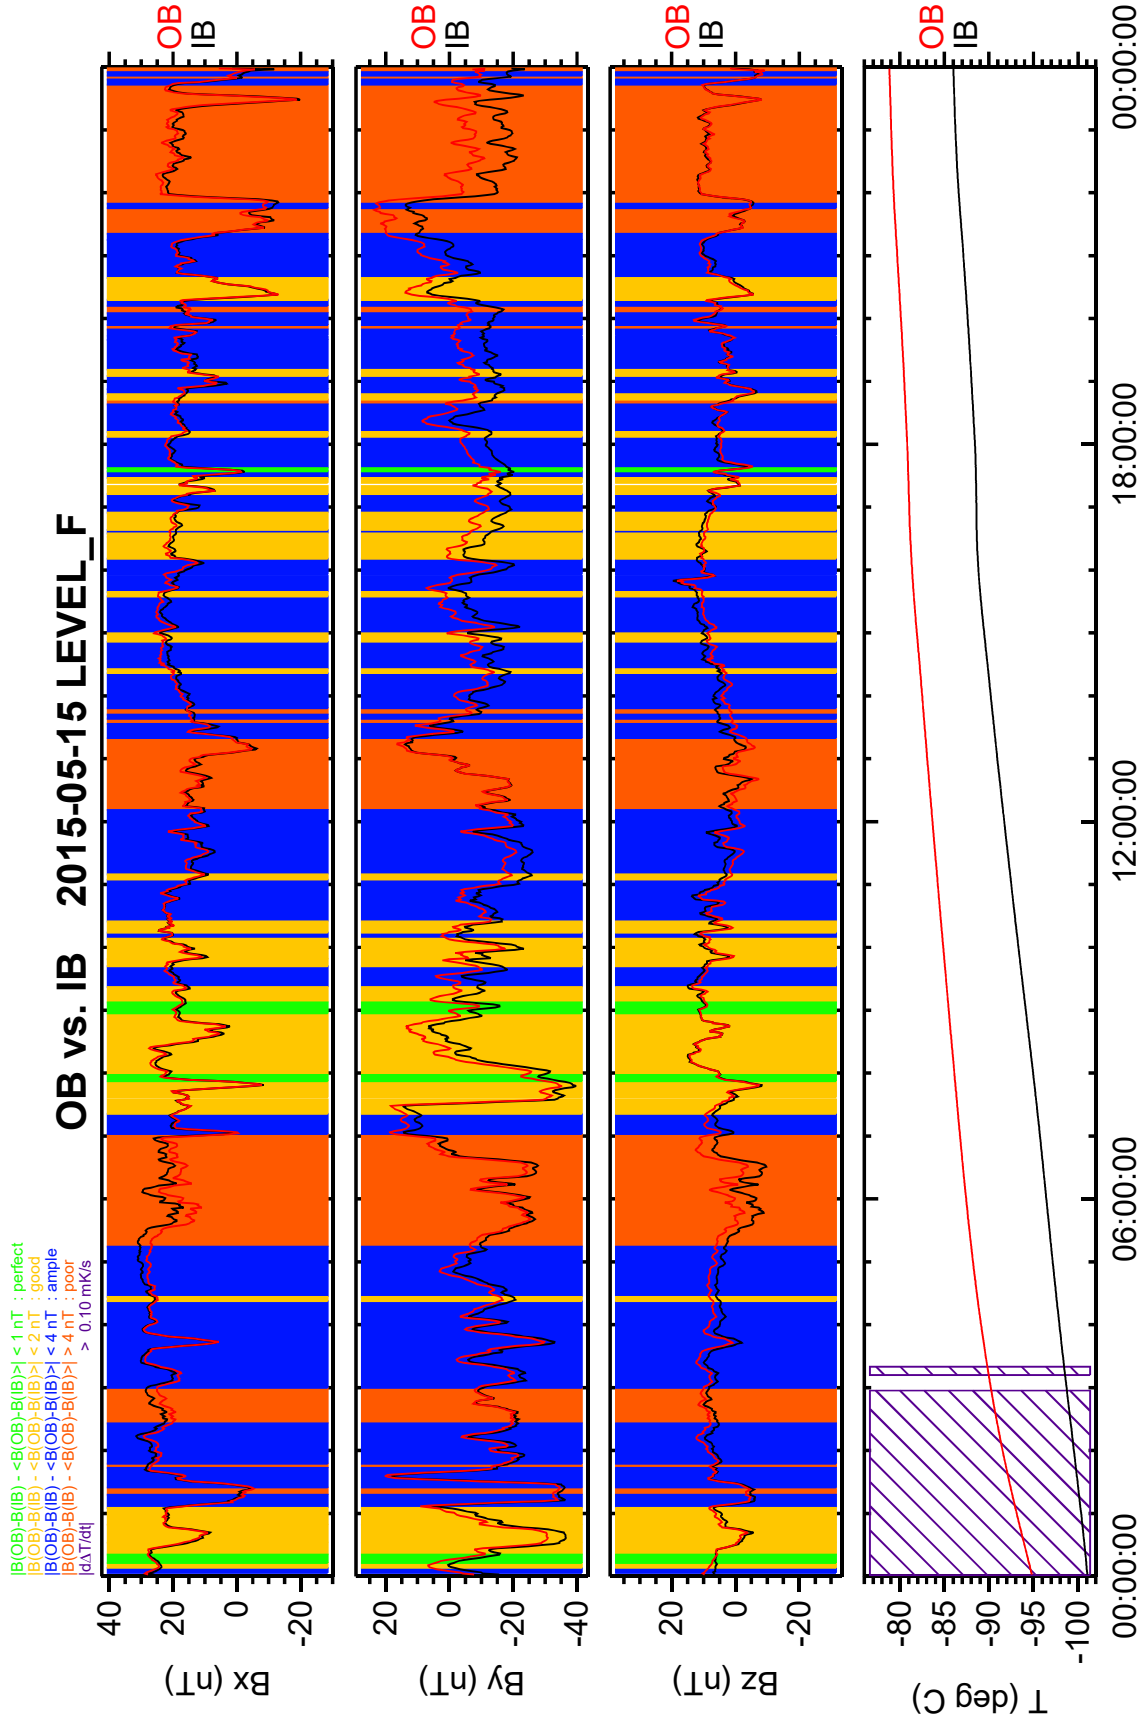 |B(OB)-B(IB) - <B(OB)-B(IB)>| < 1 nT : perfect
|B(OB)-B(IB) - <B(OB)-B(IB)>| < 2 nT : good
|B(OB)-B(IB) - <B(OB)-B(IB)>| < 4 nT : ample
|B(OB)-B(IB) - <B(OB)-B(IB)>| > 4 nT : poor
|dΔT/dt| > 0.10 mK/s
OB vs. IB 2015-05-15 LEVEL_F
Bx (nT)
40
20
0
-20
OB
IB
By (nT)
20
0
-20
-40
OB
IB
Bz (nT)
20
0
-20
OB
IB
T (deg C)
-80
-85
-90
-95
-100
OB
IB
00:00:00
06:00:00
12:00:00
18:00:00
00:00:00